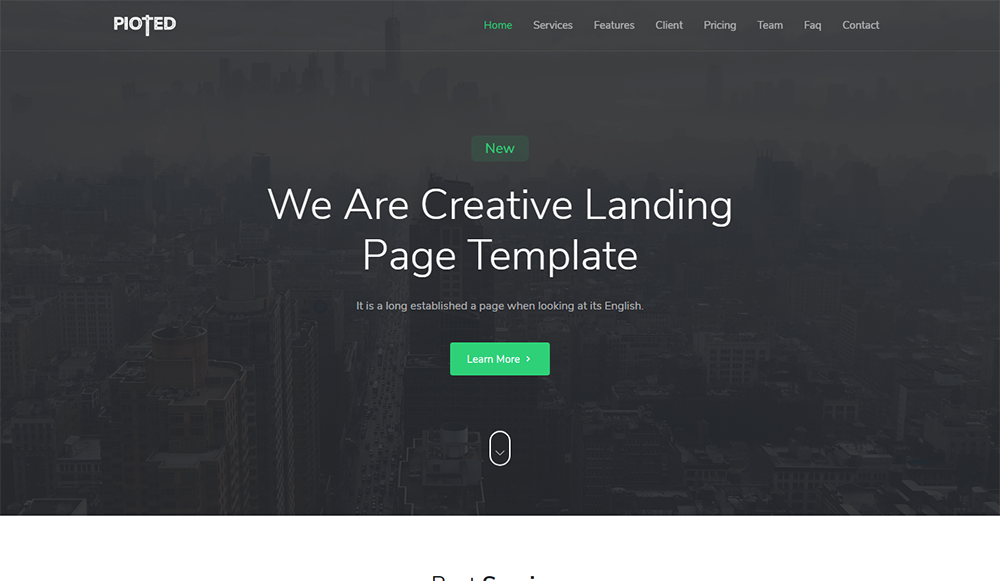 PIOTED
Home Services Features Client Pricing Team Faq Contact
New
We Are Creative Landing
Page Template
It is a long established a page when looking at its English.
Learn More